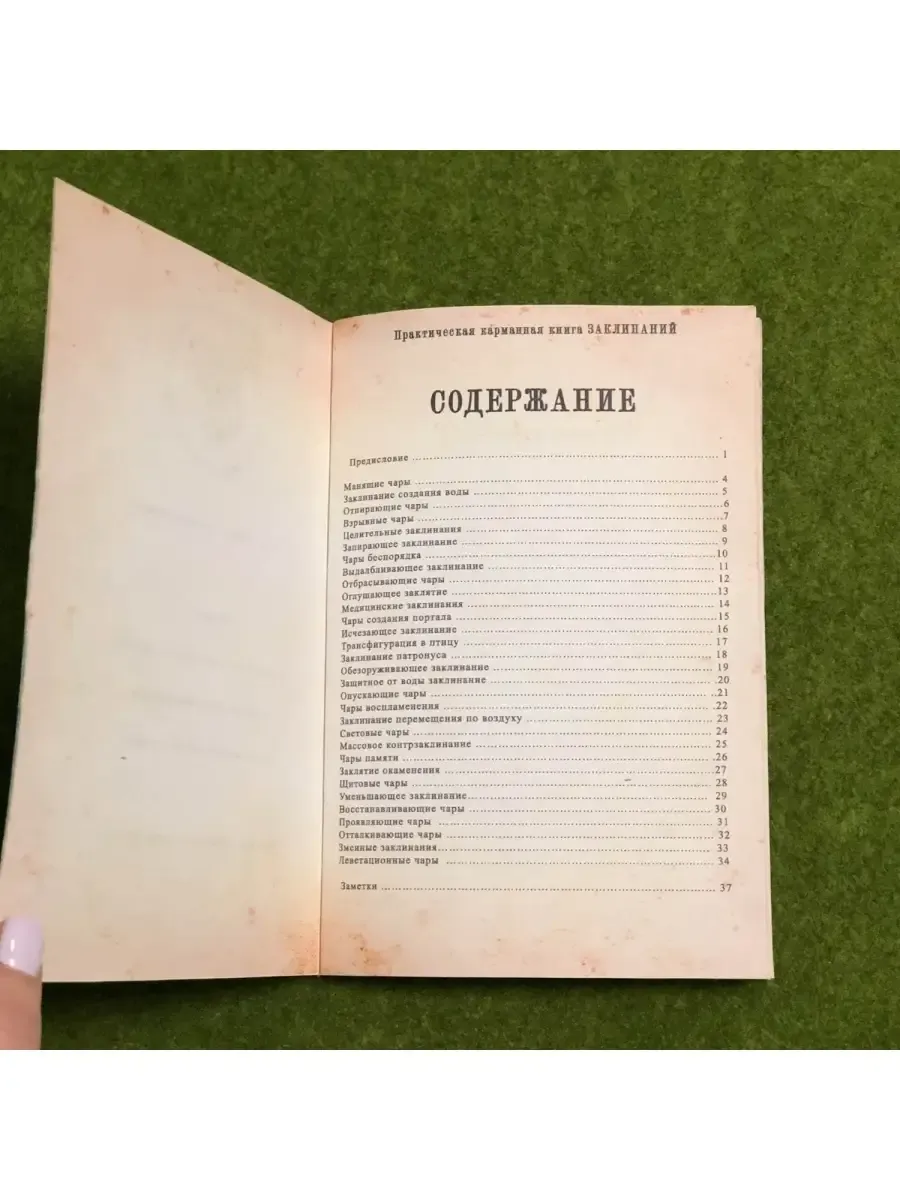 Практическая карманная книга ЗАКЛИНАНИЙ
СОДЕРЖАНИЕ
Предисловие ........ 1
Манящие чары ........ 4
Заклинание создания воды ........ 5
Отпирающие чары ........ 6
Взрывные чары ........ 7
Целительные заклинания ........ 8
Запирающее заклинание ........ 9
Чары беспорядка ........ 10
Выдалбливающее заклинание ........ 11
Отбрасывающие чары ........ 12
Оглушающее заклятие ........ 13
Медицинские заклинания ........ 14
Чары создания портала ........ 15
Исчезающее заклинание ........ 16
Трансфигурация в птицу ........ 17
Заклинание патронуса ........ 18
Обезоруживающее заклинание ........ 19
Защитное от воды заклинание ........ 20
Опускающие чары ........ 21
Чары воспламенения ........ 22
Заклинание перемещения по воздуху ........ 23
Световые чары ........ 24
Массовое контрзаклинание ........ 25
Чары памяти ........ 26
Заклятие окаменения ........ 27
Щитовые чары ........ 28
Уменьшающее заклинание ........ 29
Восстанавливающие чары ........ 30
Проявляющие чары ........ 31
Отталкивающие чары ........ 32
Змеиные заклинания ........ 33
Леветационные чары ........ 34
Заметки ........ 37